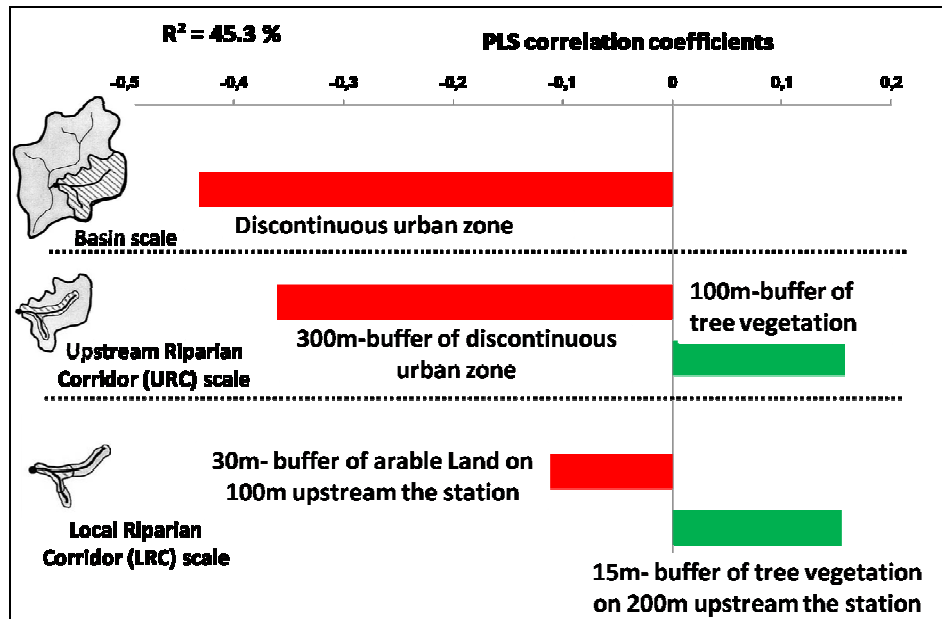 R² = 45.3 %
PLS correlation coefficients
-0,5 -0,4 -0,3 -0,2 -0,1 0 0,1 0,2
Discontinuous urban zone
Basin scale
100m-buffer of
tree vegetation
300m-buffer of discontinuous
urban zone
Upstream Riparian
Corridor (URC) scale
30m- buffer of arable Land on
100m upstream the station
Local Riparian
Corridor (LRC) scale
15m- buffer of tree vegetation
on 200m upstream the station